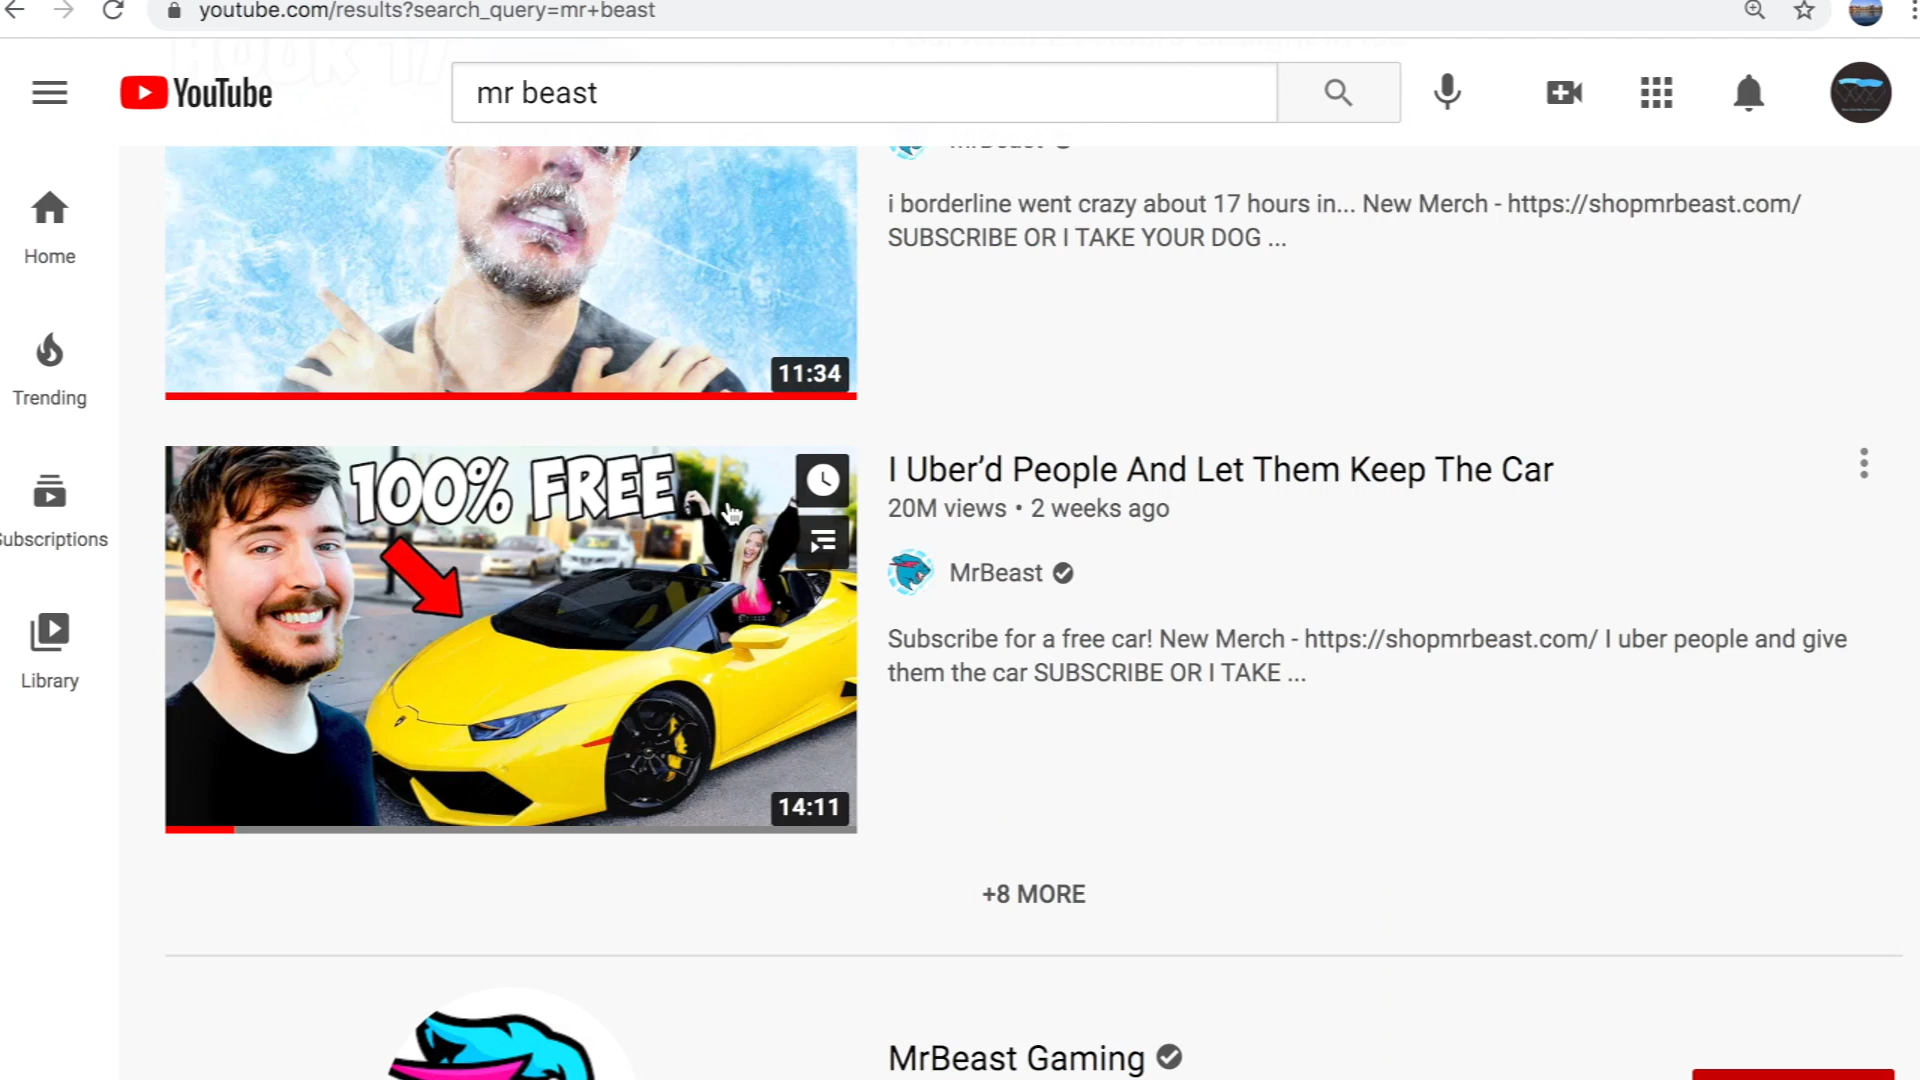 youtube.com/results?search_query=mr+beast
YouTube
mr beast
MrBeast
Home
i borderline went crazy about 17 hours in... New Merch - https://shopmrbeast.com/
SUBSCRIBE OR I TAKE YOUR DOG ...
Trending
11:34
Subscriptions
100% FREE
I Uber'd People And Let Them Keep The Car
20M views • 2 weeks ago
MrBeast
Library
Subscribe for a free car! New Merch - https://shopmrbeast.com/ I uber people and give
them the car SUBSCRIBE OR I TAKE ...
14:11
+8 MORE
MrBeast Gaming